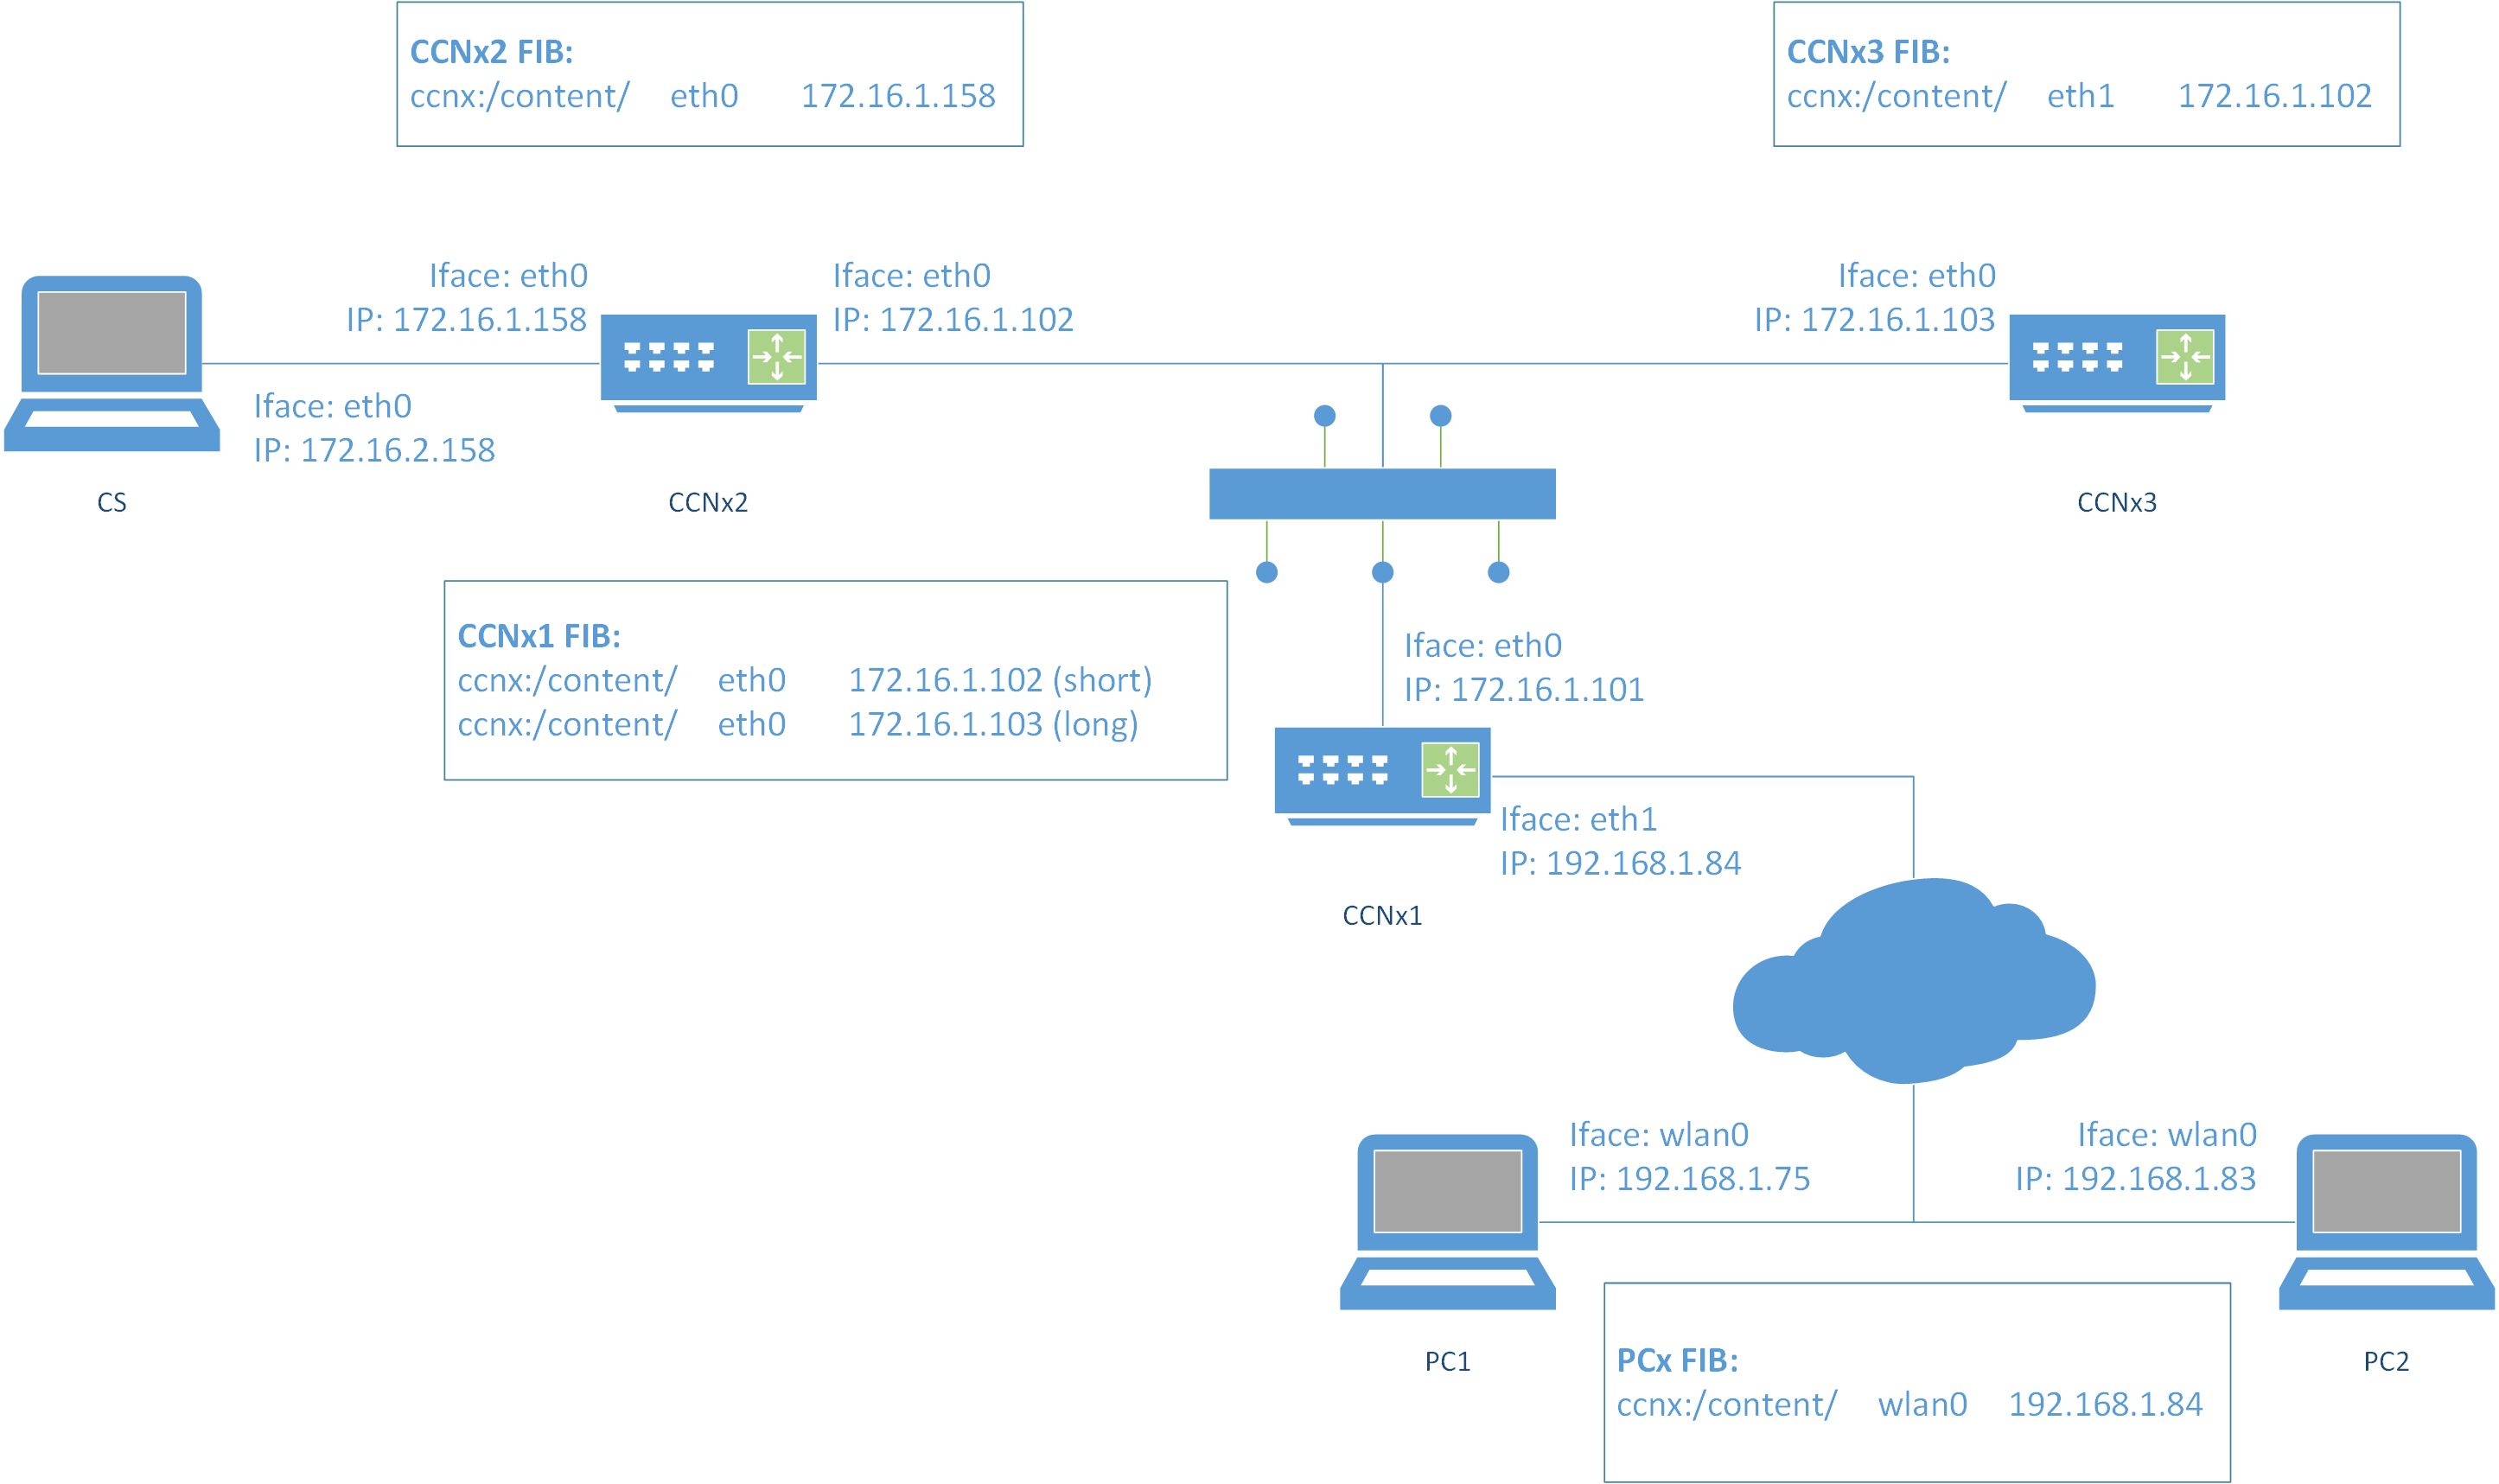 CCNx2 FIB:
ccnx:/content/ eth0 172.16.1.158
CCNx3 FIB:
ccnx:/content/ eth1 172.16.1.102
Iface: eth0
IP: 172.16.1.158
Iface: eth0
IP: 172.16.1.102
Iface: eth0
IP: 172.16.1.103
Iface: eth0
IP: 172.16.2.158
CS
CCNx2
CCNx3
CCNx1 FIB:
ccnx:/content/ eth0 172.16.1.102 (short)
ccnx:/content/ eth0 172.16.1.103 (long)
Iface: eth0
IP: 172.16.1.101
Iface: eth1
IP: 192.168.1.84
CCNx1
Iface: wlan0
IP: 192.168.1.75
Iface: wlan0
IP: 192.168.1.83
PC1
PC2
PCx FIB:
ccnx:/content/ wlan0 192.168.1.84